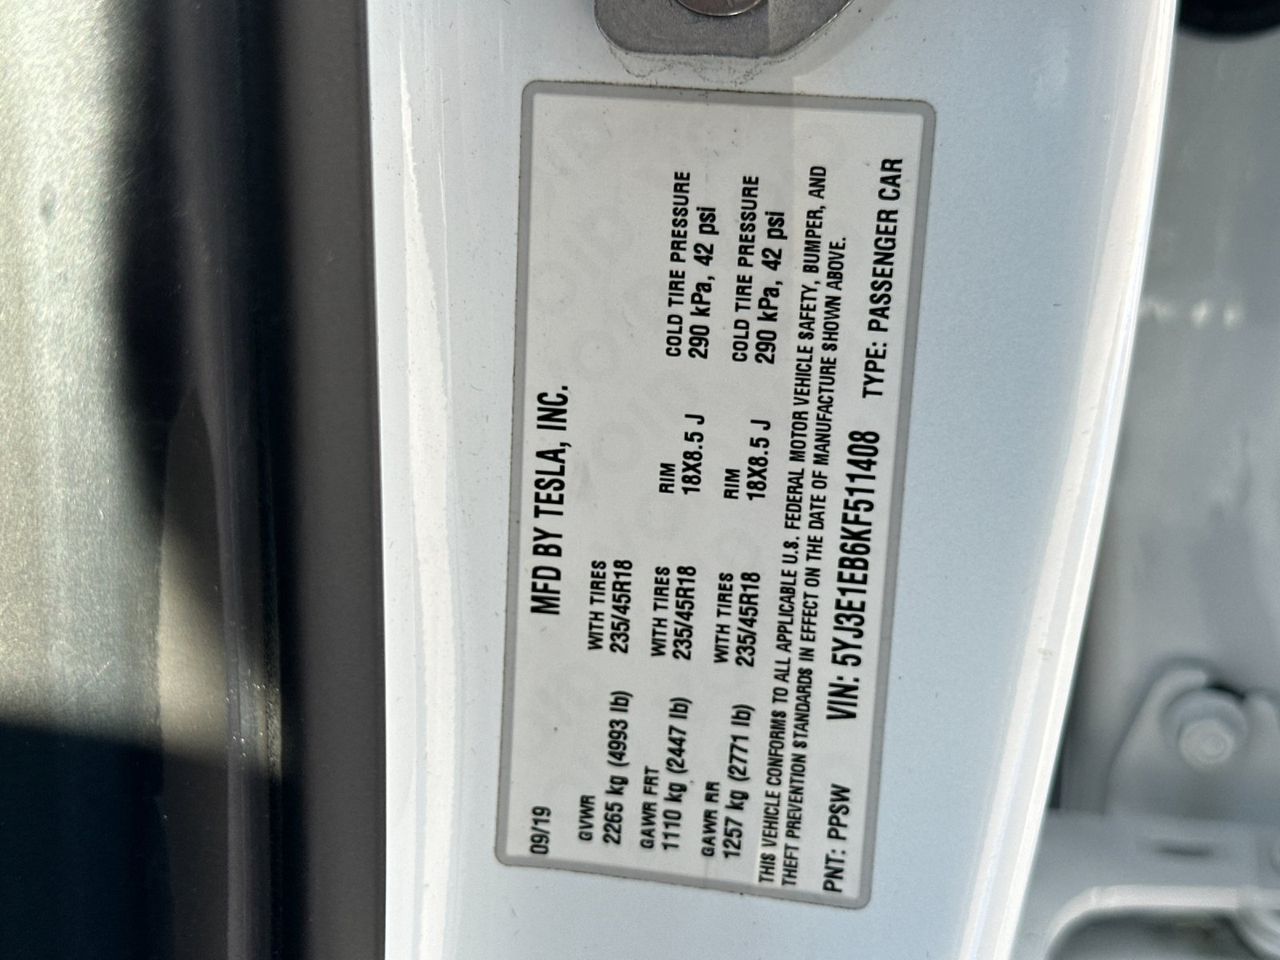 09/19 MFD BY TESLA, INC.
GVWR WITH TIRES
2265 kg (4993 lb) 235/45R18
GAWR FRT WITH TIRES RIM COLD TIRE PRESSURE
1110 kg (2447 lb) 235/45R18 18X8.5 J 290 kPa, 42 psi
GAWR RR WITH TIRES RIM COLD TIRE PRESSURE
1257 kg (2771 lb) 235/45R18 18X8.5 J 290 kPa, 42 psi
THIS VEHICLE CONFORMS TO ALL APPLICABLE U.S. FEDERAL MOTOR VEHICLE SAFETY, BUMPER, AND
THEFT PREVENTION STANDARDS IN EFFECT ON THE DATE OF MANUFACTURE SHOWN ABOVE.
PNT: PPSW VIN: 5YJ3E1EB6KF511408 TYPE: PASSENGER CAR